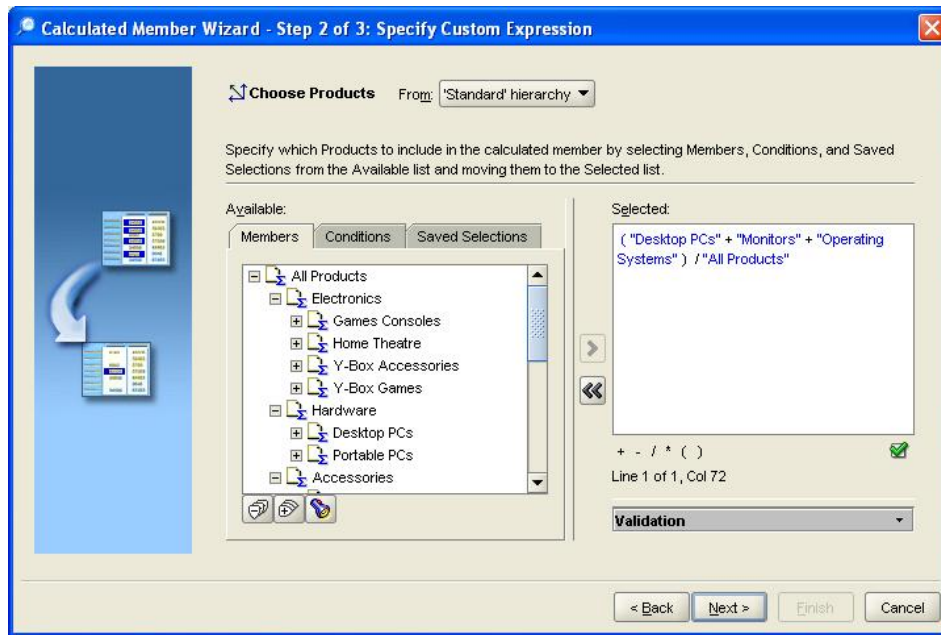 Calculated Member Wizard - Step 2 of 3: Specify Custom Expression
Choose Products From: 'Standard' hierarchy
Specify which Products to include in the calculated member by selecting Members, Conditions, and Saved
Selections from the Available list and moving them to the Selected list.
Available:
Members Conditions Saved Selections
All Products
Electronics
Games Consoles
Home Theatre
Y-Box Accessories
Y-Box Games
Hardware
Desktop PCs
Portable PCs
Accessories
Selected:
( "Desktop PCs" + "Monitors" + "Operating
Systems" ) / "All Products"
+ - / * ( )
Line 1 of 1, Col 72
Validation
< Back Next > Finish Cancel